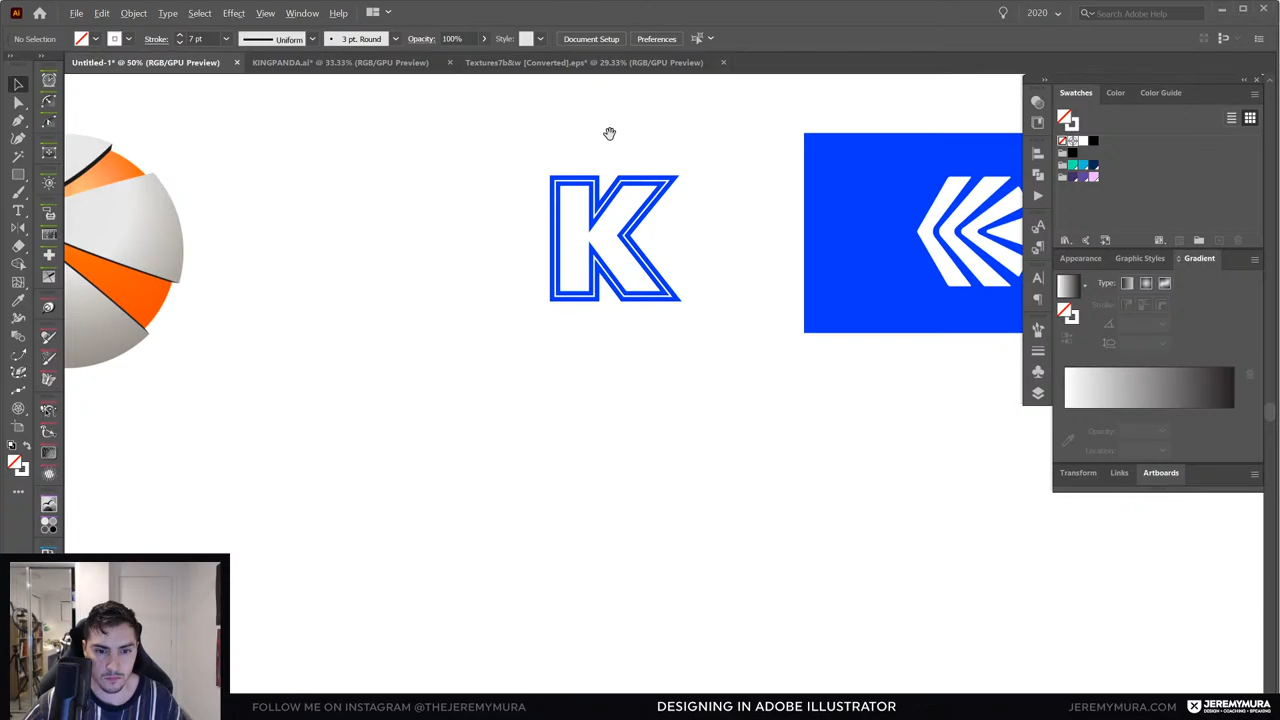 Ai File Edit Object Type Select Effect View Window Help 2020 Search Adobe Help
No Selection Stroke: 7 pt Uniform 3 pt. Round Opacity: 100% Style: Document Setup Preferences
Untitled-1* @ 50% (RGB/GPU Preview) KINGPANDA.ai* @ 33.33% (RGB/GPU Preview) Textures7b&w [Converted].eps* @ 29.33% (RGB/GPU Preview)
Swatches Color Color Guide
K
Appearance Graphic Styles Gradient
Type:
Stroke:
Opacity:
Location:
Transform Links Artboards
FOLLOW ME ON INSTAGRAM @THEJEREMYMURA DESIGNING IN ADOBE ILLUSTRATOR JEREMYMURA.COM JEREMYMURA
DESIGN • COACHING • SPEAKING